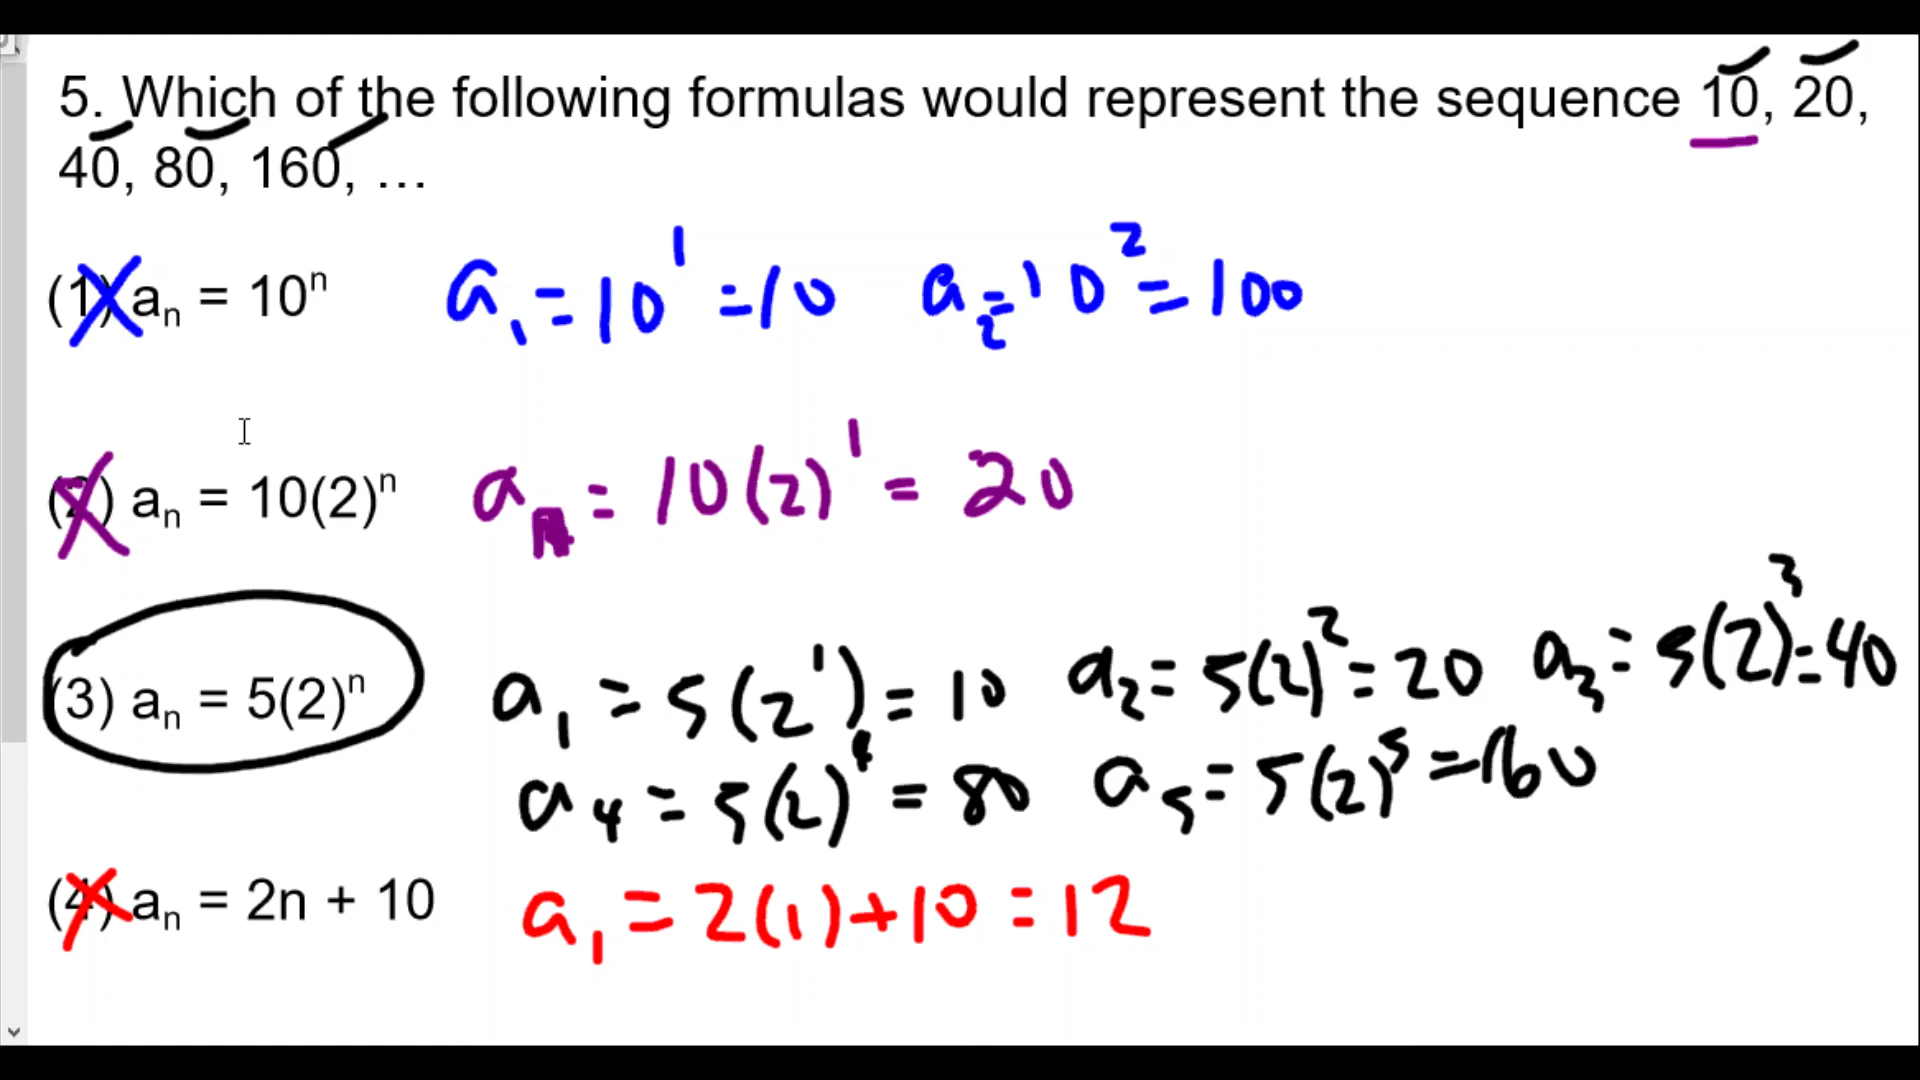 5. Which of the following formulas would represent the sequence 10, 20,
40, 80, 160, …
(1) aₙ = 10ⁿ a₁ = 10¹ = 10 a₂ = 10² = 100
(2) aₙ = 10(2)ⁿ a = 10(2)¹ = 20
(3) aₙ = 5(2)ⁿ a₁ = 5(2¹) = 10 a₂ = 5(2)² = 20 a₃ = 5(2)³ = 40
a₄ = 5(2)⁴ = 80 a₅ = 5(2)⁵ = 160
(4) aₙ = 2n + 10 a₁ = 2(1) + 10 = 12